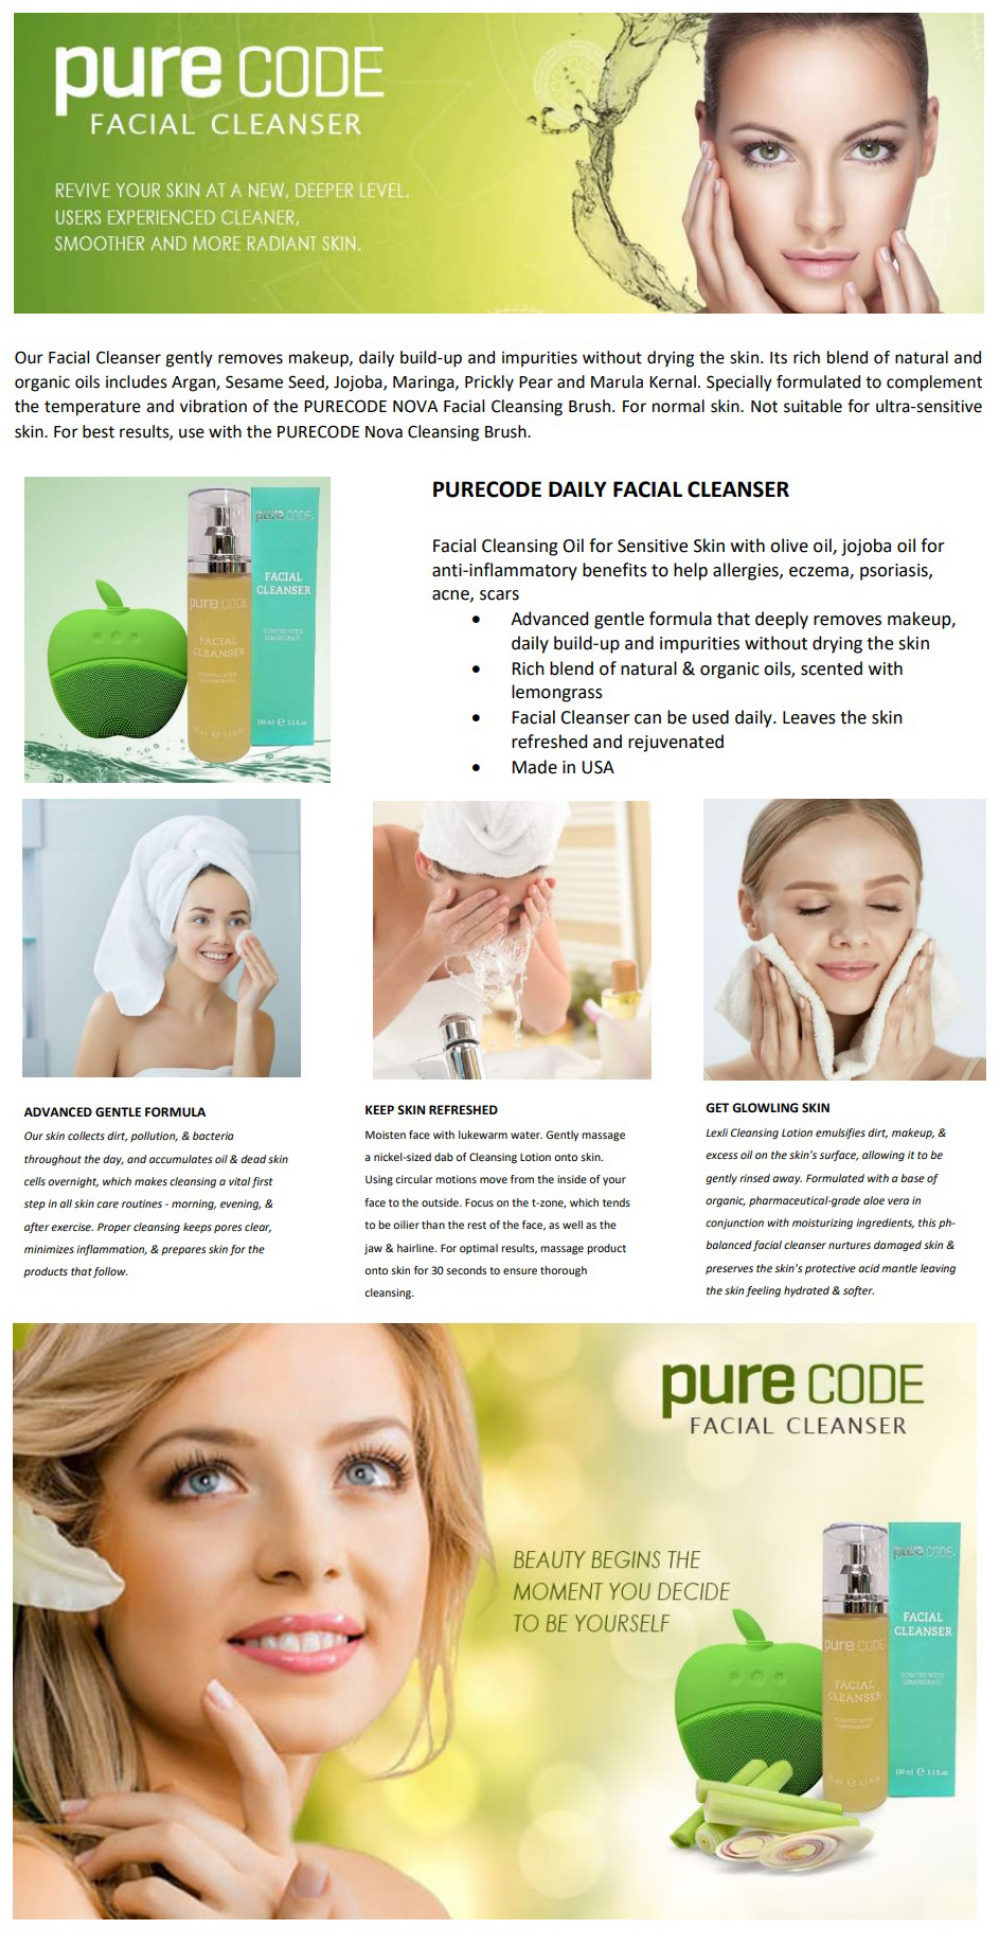 pure CODE
FACIAL CLEANSER
REVIVE YOUR SKIN AT A NEW, DEEPER LEVEL.
USERS EXPERIENCED CLEANER,
SMOOTHER AND MORE RADIANT SKIN.
Our Facial Cleanser gently removes makeup, daily build-up and impurities without drying the skin. Its rich blend of natural and
organic oils includes Argan, Sesame Seed, Jojoba, Maringa, Prickly Pear and Marula Kernal. Specially formulated to complement
the temperature and vibration of the PURECODE NOVA Facial Cleansing Brush. For normal skin. Not suitable for ultra-sensitive
skin. For best results, use with the PURECODE Nova Cleansing Brush.
pure CODE.
FACIAL
CLEANSER
pure CODE
FACIAL
CLEANSER
PURECODE DAILY FACIAL CLEANSER
Facial Cleansing Oil for Sensitive Skin with olive oil, jojoba oil for
anti-inflammatory benefits to help allergies, eczema, psoriasis,
acne, scars
• Advanced gentle formula that deeply removes makeup,
daily build-up and impurities without drying the skin
• Rich blend of natural & organic oils, scented with
lemongrass
• Facial Cleanser can be used daily. Leaves the skin
refreshed and rejuvenated
• Made in USA
ADVANCED GENTLE FORMULA
Our skin collects dirt, pollution, & bacteria
throughout the day, and accumulates oil & dead skin
cells overnight, which makes cleansing a vital first
step in all skin care routines - morning, evening, &
after exercise. Proper cleansing keeps pores clear,
minimizes inflammation, & prepares skin for the
products that follow.
KEEP SKIN REFRESHED
Moisten face with lukewarm water. Gently massage
a nickel-sized dab of Cleansing Lotion onto skin.
Using circular motions move from the inside of your
face to the outside. Focus on the t-zone, which tends
to be oilier than the rest of the face, as well as the
jaw & hairline. For optimal results, massage product
onto skin for 30 seconds to ensure thorough
cleansing.
GET GLOWLING SKIN
Lexli Cleansing Lotion emulsifies dirt, makeup, &
excess oil on the skin's surface, allowing it to be
gently rinsed away. Formulated with a base of
organic, pharmaceutical-grade aloe vera in
conjunction with moisturizing ingredients, this ph-
balanced facial cleanser nurtures damaged skin &
preserves the skin's protective acid mantle leaving
the skin feeling hydrated & softer.
pure CODE
FACIAL CLEANSER
BEAUTY BEGINS THE
MOMENT YOU DECIDE
TO BE YOURSELF
pure CODE.
FACIAL
CLEANSER
pure CODE
FACIAL
CLEANSER